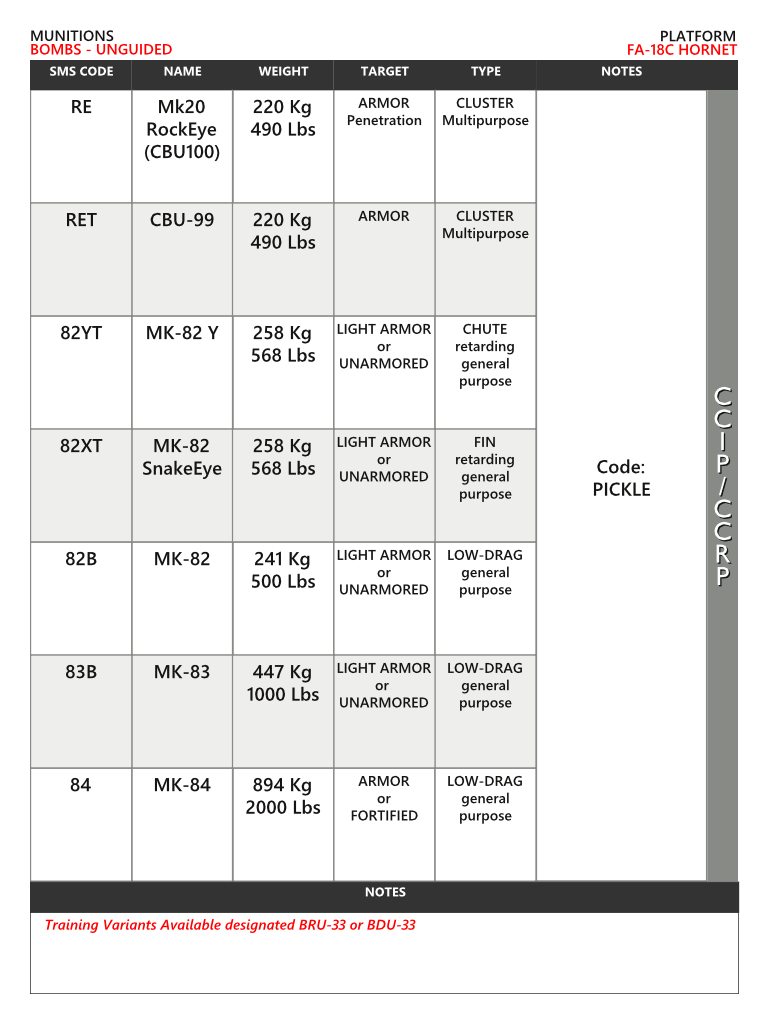 MUNITIONS
PLATFORM
BOMBS - UNGUIDED
FA-18C HORNET
SMS CODE NAME WEIGHT TARGET TYPE NOTES
RE
Mk20
RockEye
(CBU100)
220 Kg
490 Lbs
ARMOR
Penetration
CLUSTER
Multipurpose
RET
CBU-99
220 Kg
490 Lbs
ARMOR
CLUSTER
Multipurpose
82YT
MK-82 Y
258 Kg
568 Lbs
LIGHT ARMOR
or
UNARMORED
CHUTE
retarding
general
purpose
82XT
MK-82
SnakeEye
258 Kg
568 Lbs
LIGHT ARMOR
or
UNARMORED
FIN
retarding
general
purpose
82B
MK-82
241 Kg
500 Lbs
LIGHT ARMOR
or
UNARMORED
LOW-DRAG
general
purpose
83B
MK-83
447 Kg
1000 Lbs
LIGHT ARMOR
or
UNARMORED
LOW-DRAG
general
purpose
84
MK-84
894 Kg
2000 Lbs
ARMOR
or
FORTIFIED
LOW-DRAG
general
purpose
Code:
PICKLE
CCIP/CCRP
NOTES
Training Variants Available designated BRU-33 or BDU-33